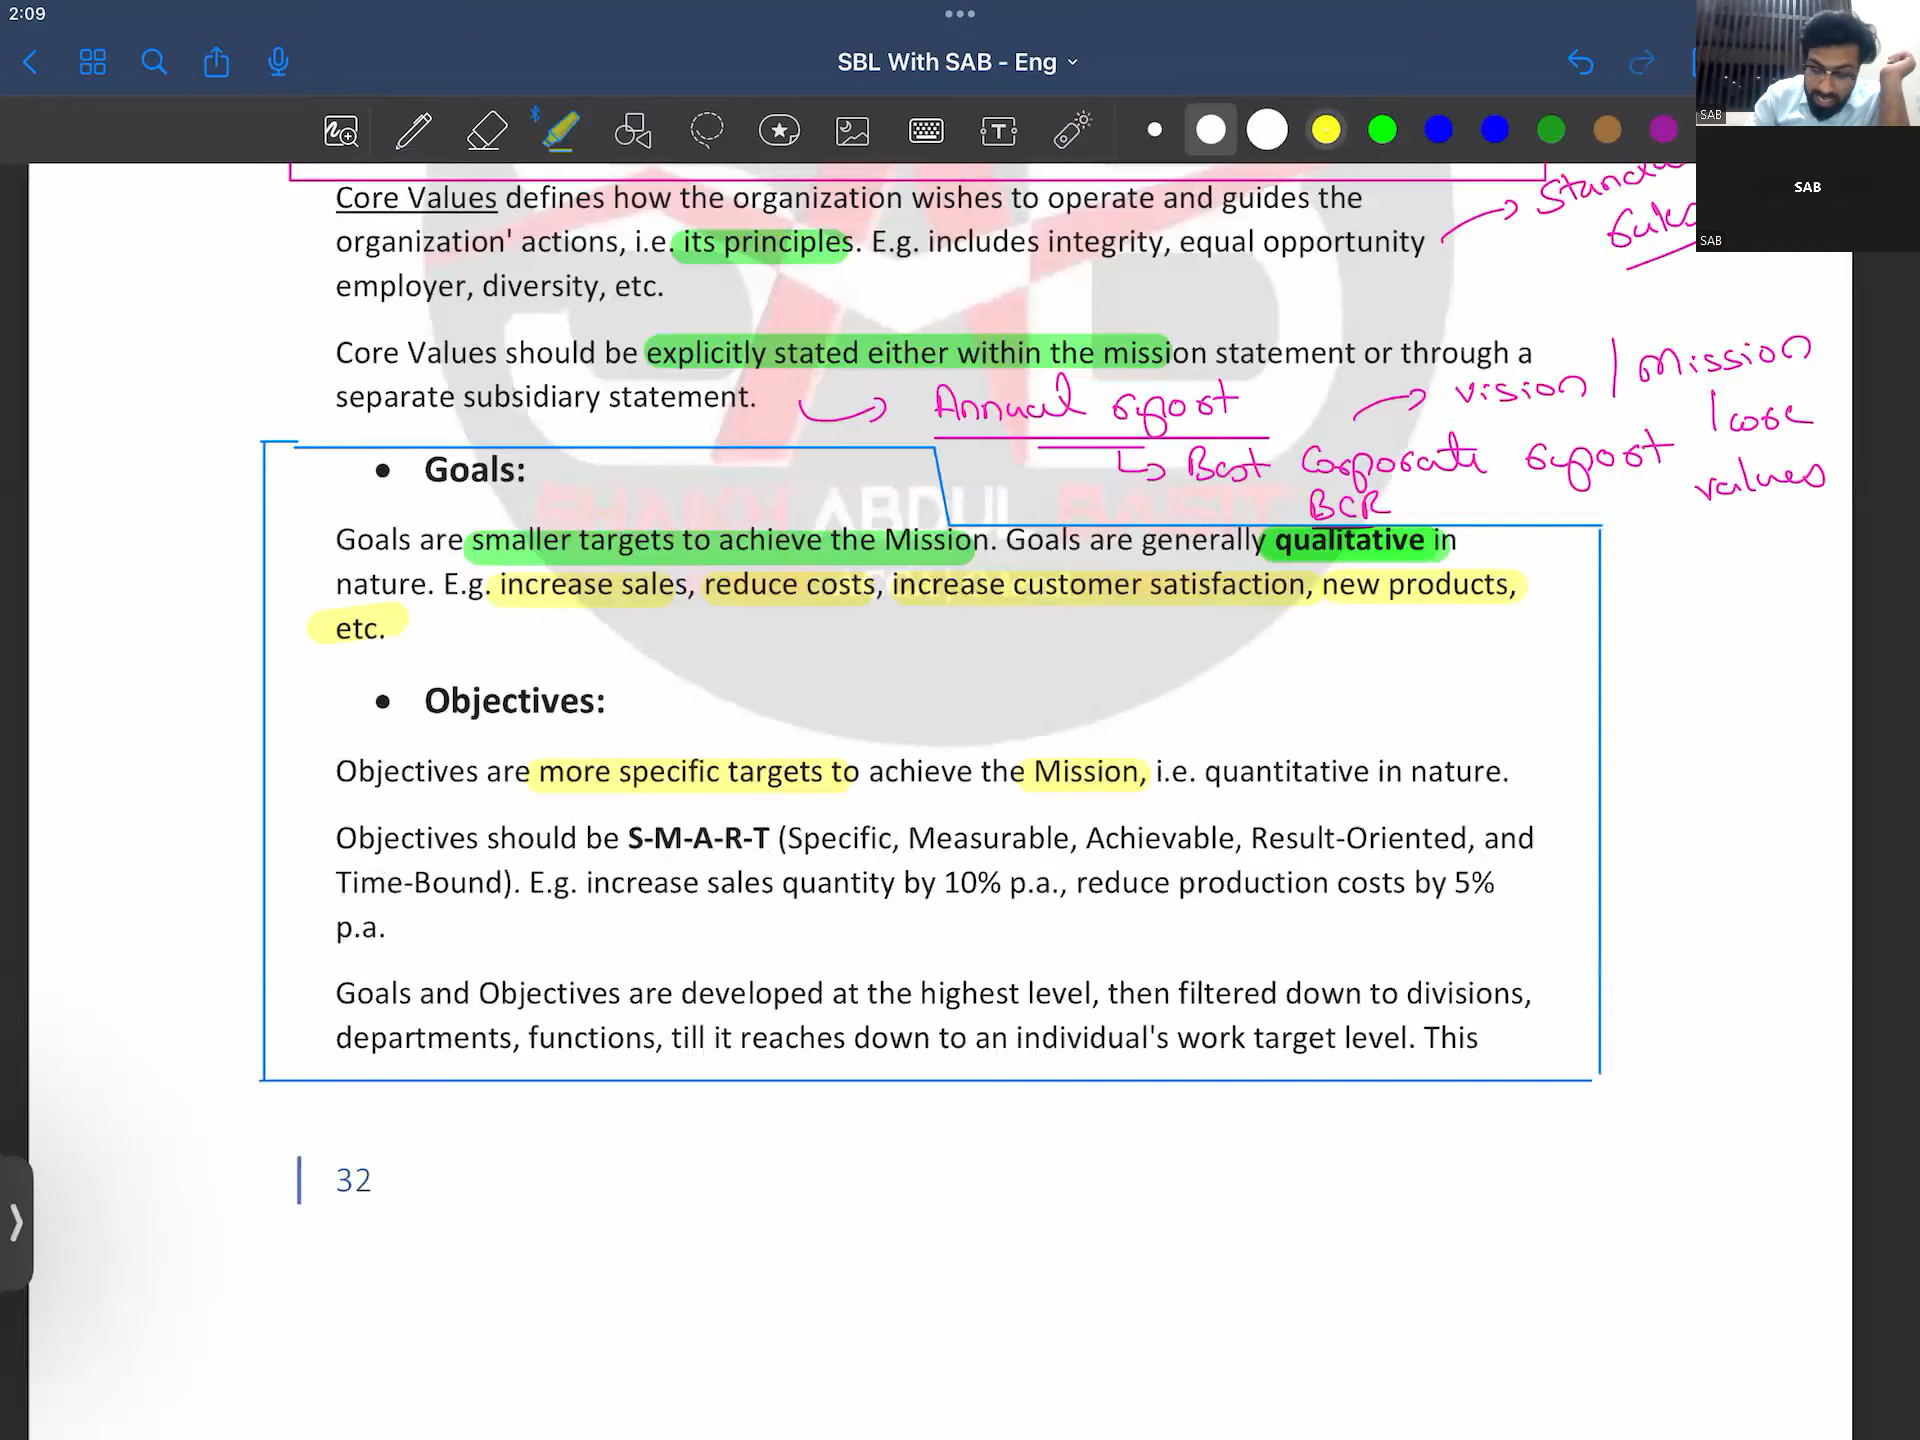 2:09
SBL With SAB - Eng
SAB
SAB
SAB
Core Values defines how the organization wishes to operate and guides the
organization' actions, i.e. its principles. E.g. includes integrity, equal opportunity
employer, diversity, etc.
Core Values should be explicitly stated either within the mission statement or through a
separate subsidiary statement.
Annual report
vision / Mission
/ core
values
Best Corporate report
BCR
• Goals:
SHAIKH ABDUL BASIT
Goals are smaller targets to achieve the Mission. Goals are generally qualitative in
nature. E.g. increase sales, reduce costs, increase customer satisfaction, new products,
etc.
• Objectives:
Objectives are more specific targets to achieve the Mission, i.e. quantitative in nature.
Objectives should be S-M-A-R-T (Specific, Measurable, Achievable, Result-Oriented, and
Time-Bound). E.g. increase sales quantity by 10% p.a., reduce production costs by 5%
p.a.
Goals and Objectives are developed at the highest level, then filtered down to divisions,
departments, functions, till it reaches down to an individual's work target level. This
32